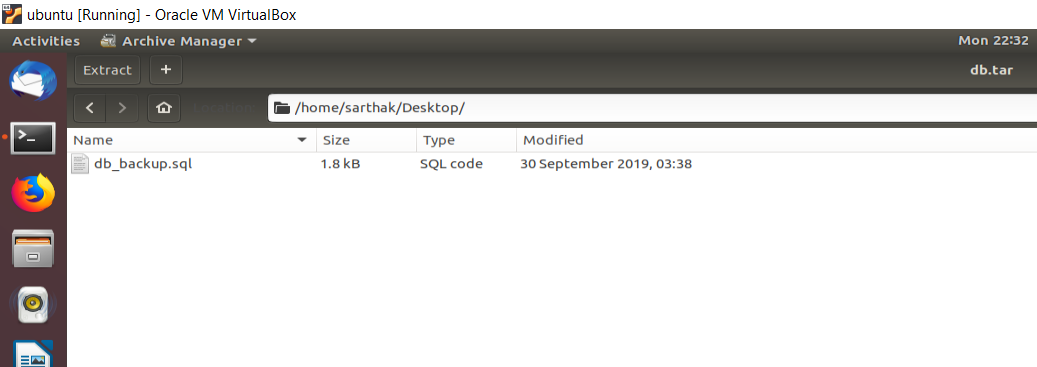 ubuntu [Running] - Oracle VM VirtualBox
Activities Archive Manager Mon 22:32
Extract + db.tar
Location: /home/sarthak/Desktop/
Name Size Type Modified
db_backup.sql 1.8 kB SQL code 30 September 2019, 03:38